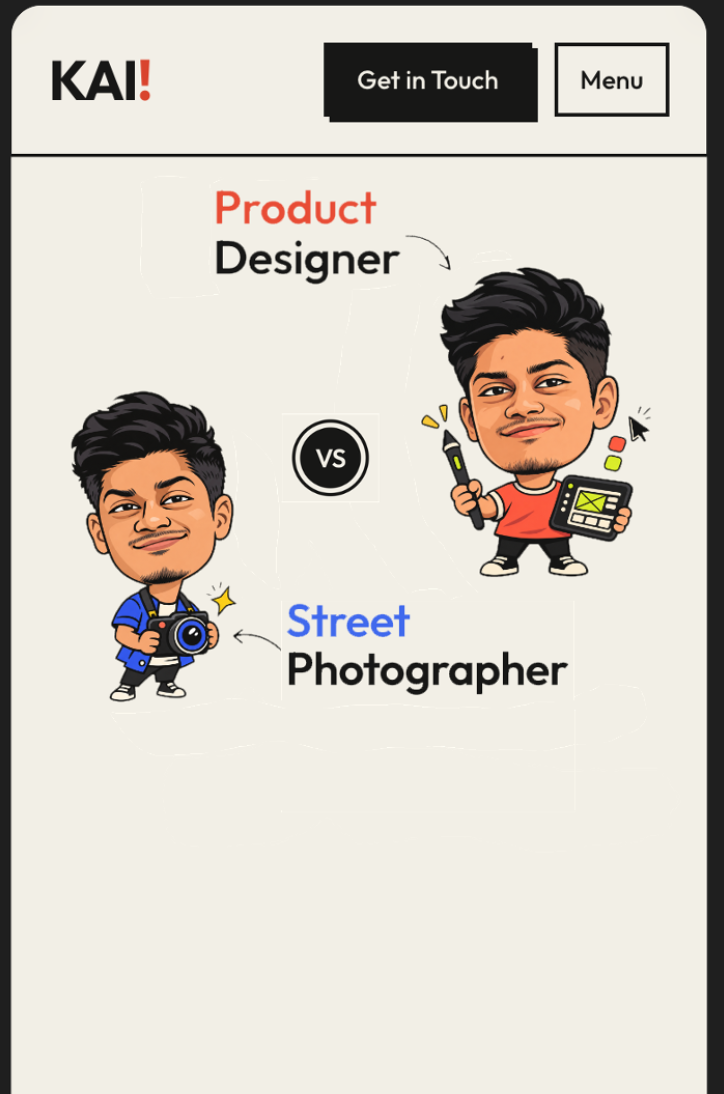 KAI!
Get in Touch
Menu
Product
Designer
VS
Street
Photographer